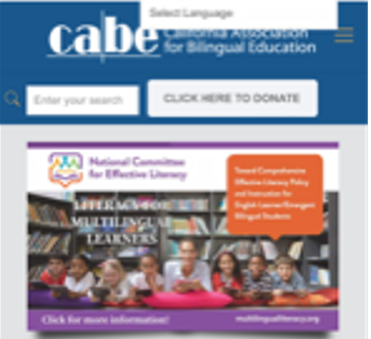 Select Language
cabe
California Association
for Bilingual Education
Enter your search
CLICK HERE TO DONATE
National Committee
for Effective Literacy
Toward Comprehensive
Effective Literacy Policy
and Instruction for
English Learner/Emergent
Bilingual Students
LITERACY FOR
MULTILINGUAL
LEARNERS
Click for more information!
multilingualliteracy.org